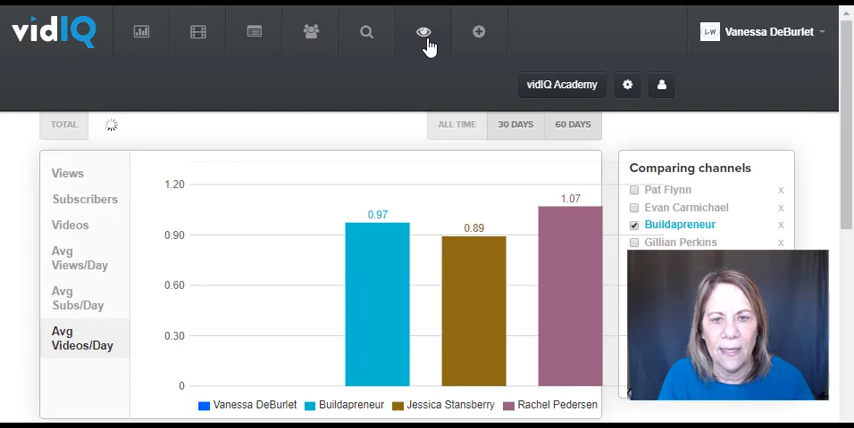 vidIQ
LW Vanessa DeBurlet
vidIQ Academy
TOTAL
ALL TIME 30 DAYS 60 DAYS
Views
Subscribers
Videos
Avg
Views/Day
Avg
Subs/Day
Avg
Videos/Day
1.20
0.90
0.60
0.30
0
0.97
0.89
1.07
Vanessa DeBurlet Buildapreneur Jessica Stansberry Rachel Pedersen
Comparing channels
Pat Flynn x
Evan Carmichael x
Buildapreneur x
Gillian Perkins x